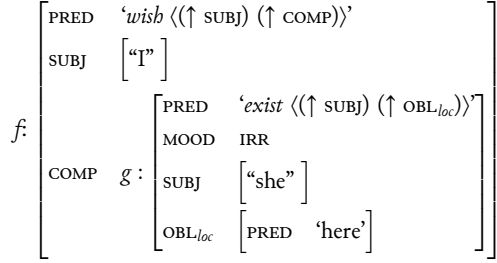 PRED ‘wish ⟨(↑ SUBJ) (↑ COMP)⟩’
SUBJ [“I” ]
f: COMP g : PRED ‘exist ⟨(↑ SUBJ) (↑ OBLloc)⟩’
MOOD IRR
SUBJ [“she” ]
OBLloc [PRED ‘here’]